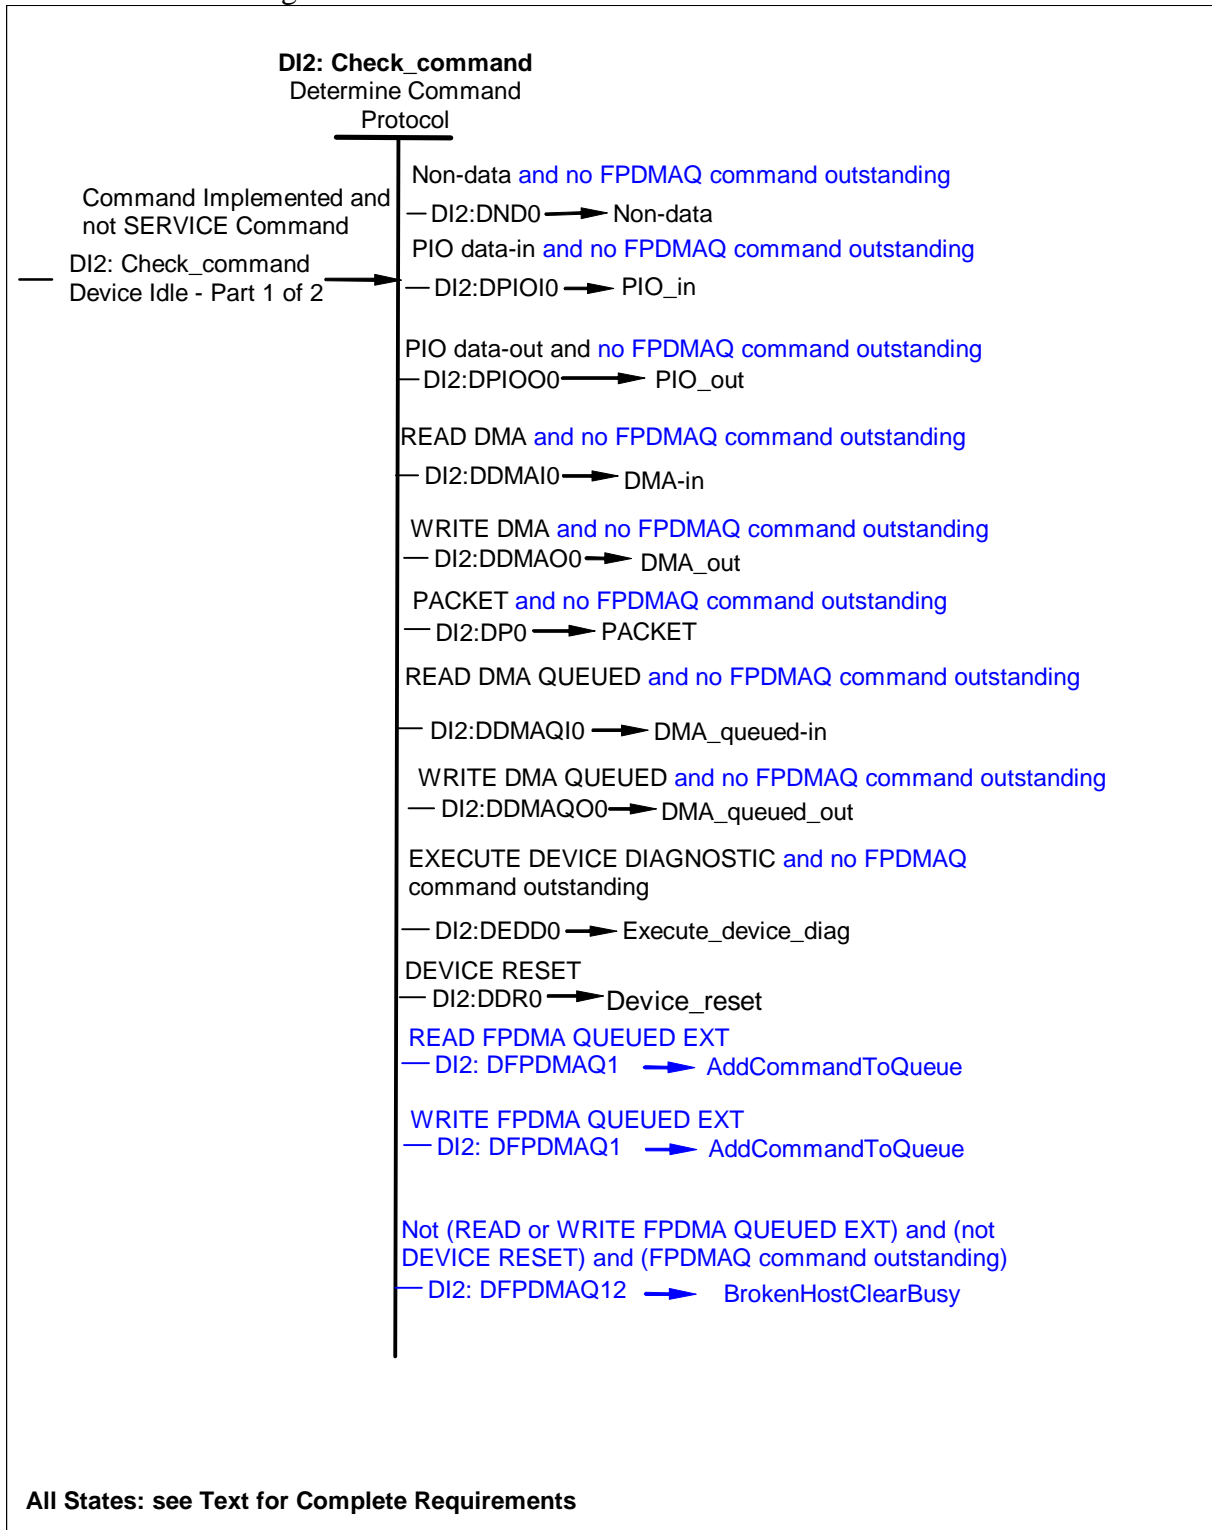 DI2: Check_command
Determine Command
Protocol
Non-data and no FPDMAQ command outstanding
Command Implemented and
not SERVICE Command
DI2:DND0 Non-data
PIO data-in and no FPDMAQ command outstanding
DI2: Check_command
Device Idle - Part 1 of 2
DI2:DPIOI0 PIO_in
PIO data-out and no FPDMAQ command outstanding
DI2:DPIOO0 PIO_out
READ DMA and no FPDMAQ command outstanding
DI2:DDMAI0 DMA-in
WRITE DMA and no FPDMAQ command outstanding
DI2:DDMAO0 DMA_out
PACKET and no FPDMAQ command outstanding
DI2:DP0 PACKET
READ DMA QUEUED and no FPDMAQ command outstanding
DI2:DDMAQI0 DMA_queued-in
WRITE DMA QUEUED and no FPDMAQ command outstanding
DI2:DDMAQO0 DMA_queued_out
EXECUTE DEVICE DIAGNOSTIC and no FPDMAQ
command outstanding
DI2:DEDD0 Execute_device_diag
DEVICE RESET
DI2:DDR0 Device_reset
READ FPDMA QUEUED EXT
DI2: DFPDMAQ1 AddCommandToQueue
WRITE FPDMA QUEUED EXT
DI2: DFPDMAQ1 AddCommandToQueue
Not (READ or WRITE FPDMA QUEUED EXT) and (not
DEVICE RESET) and (FPDMAQ command outstanding)
DI2: DFPDMAQ12 BrokenHostClearBusy
All States: see Text for Complete Requirements